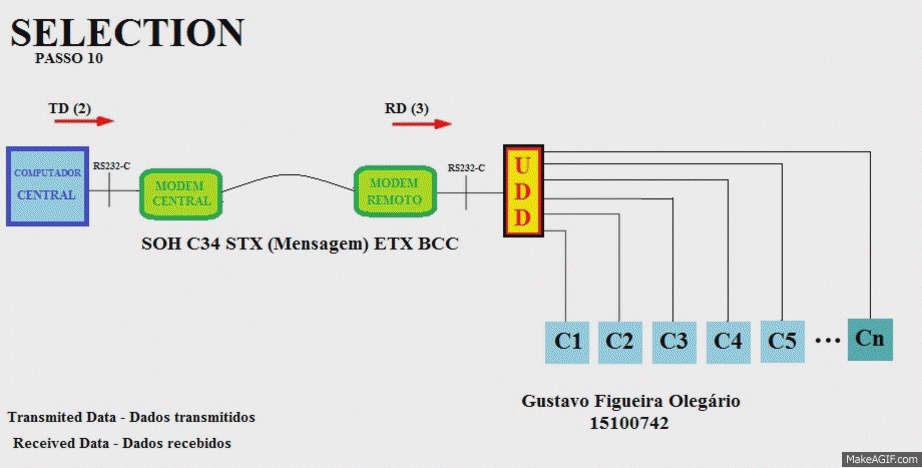 SELECTION
PASSO 10
TD (2)
RD (3)
COMPUTADOR
CENTRAL
RS232-C
MODEM
CENTRAL
MODEM
REMOTO
RS232-C
U
D
D
SOH C34 STX (Mensagem) ETX BCC
C1 C2 C3 C4 C5 ... Cn
Gustavo Figueira Olegário
15100742
Transmited Data - Dados transmitidos
Received Data - Dados recebidos
MakeAGIF.com